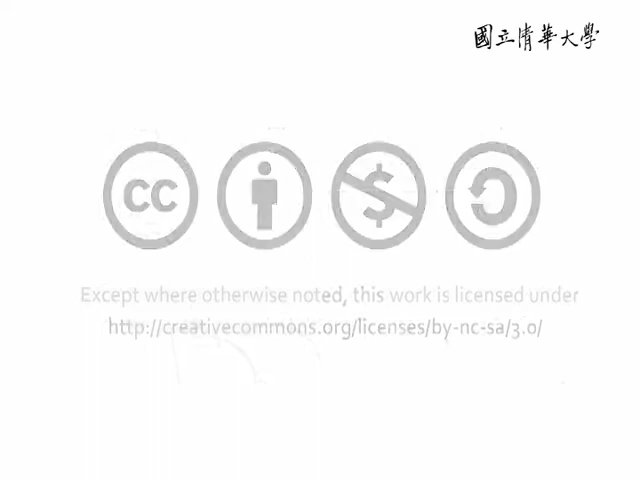 國立清華大學
cc
$
Except where otherwise noted, this work is licensed under
http://creativecommons.org/licenses/by-nc-sa/3.0/